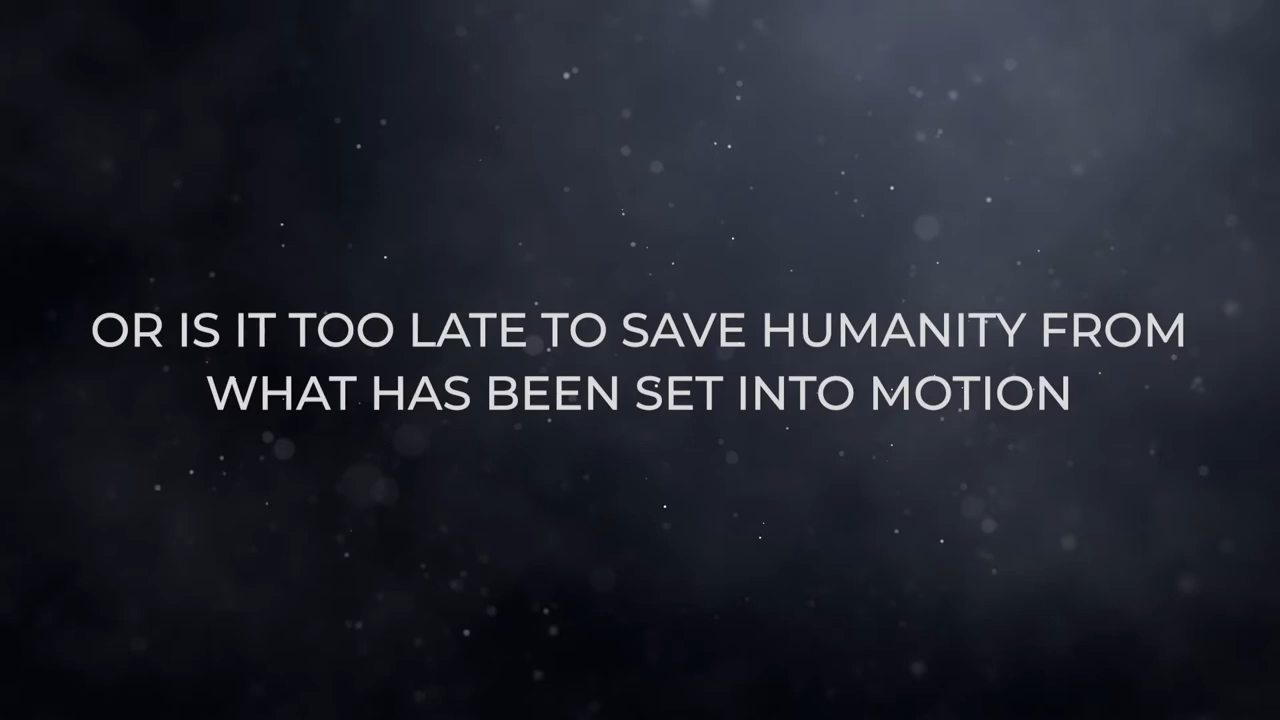 OR IS IT TOO LATE TO SAVE HUMANITY FROM
WHAT HAS BEEN SET INTO MOTION